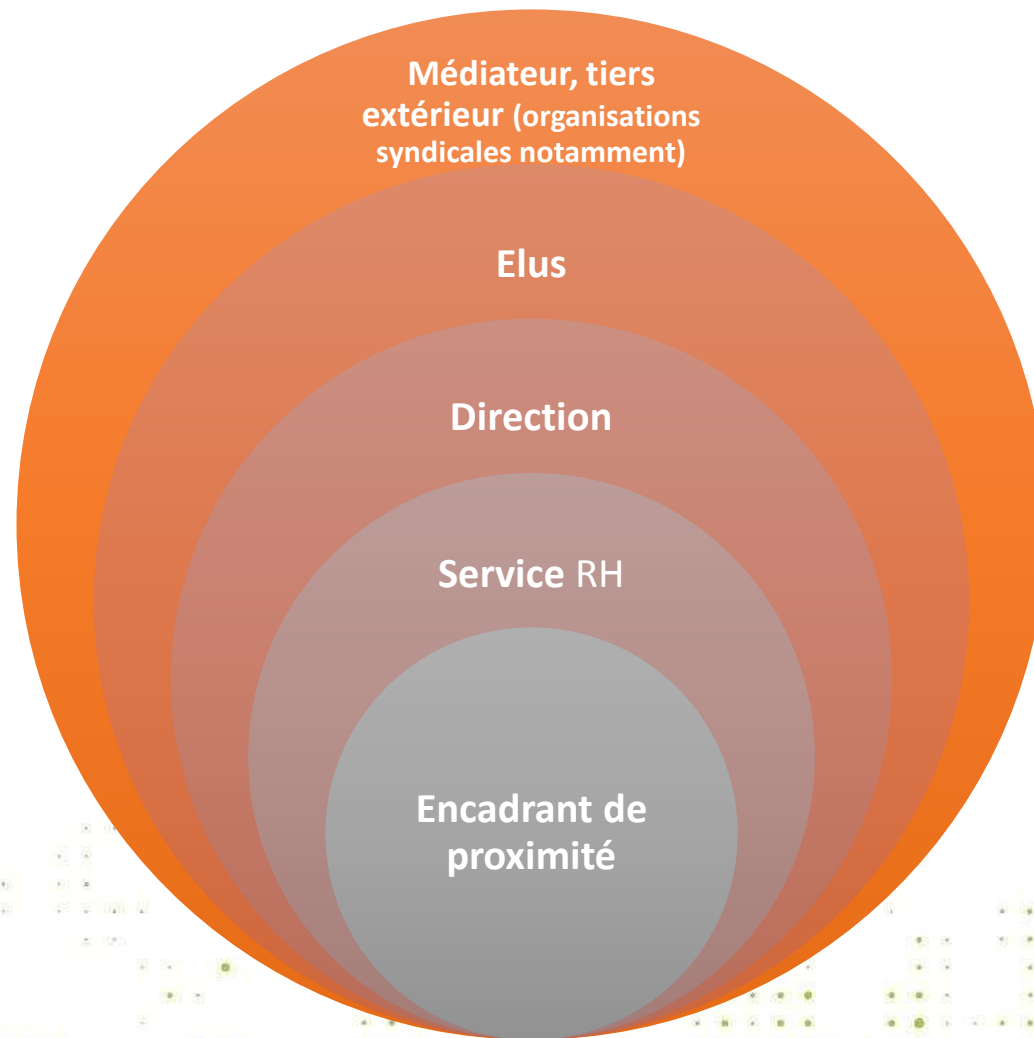 Médiateur, tiers
extérieur (organisations
syndicales notamment)
Elus
Direction
Service RH
Encadrant de
proximité